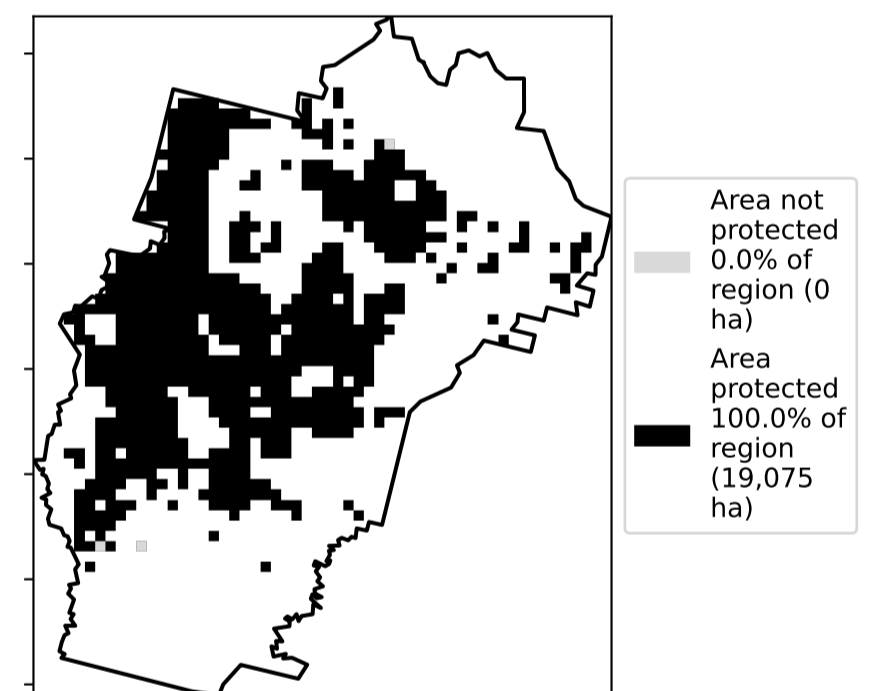 Area not
protected
0.0% of
region (0
ha)
Area
protected
100.0% of
region
(19,075
ha)